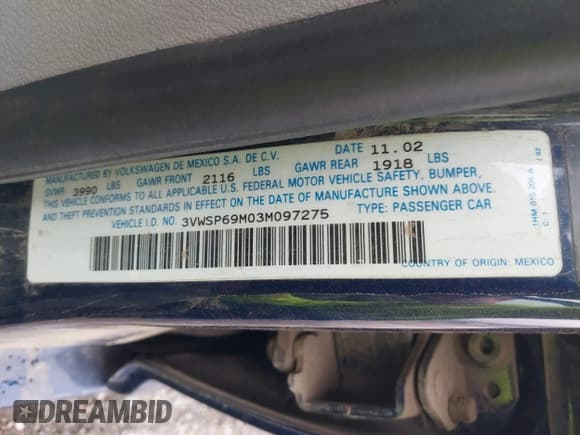 MANUFACTURED BY VOLKSWAGEN DE MEXICO S.A. DE C.V. DATE 11.02
GVWR 3990 LBS GAWR FRONT 2116 LBS GAWR REAR 1918 LBS
THIS VEHICLE CONFORMS TO ALL APPLICABLE U.S. FEDERAL MOTOR VEHICLE SAFETY, BUMPER,
AND THEFT PREVENTION STANDARDS IN EFFECT ON THE DATE OF MANUFACTURE SHOWN ABOVE.
VEHICLE I.D. NO. 3VWSP69M03M097275 TYPE: PASSENGER CAR
COUNTRY OF ORIGIN: MEXICO
DREAMBID